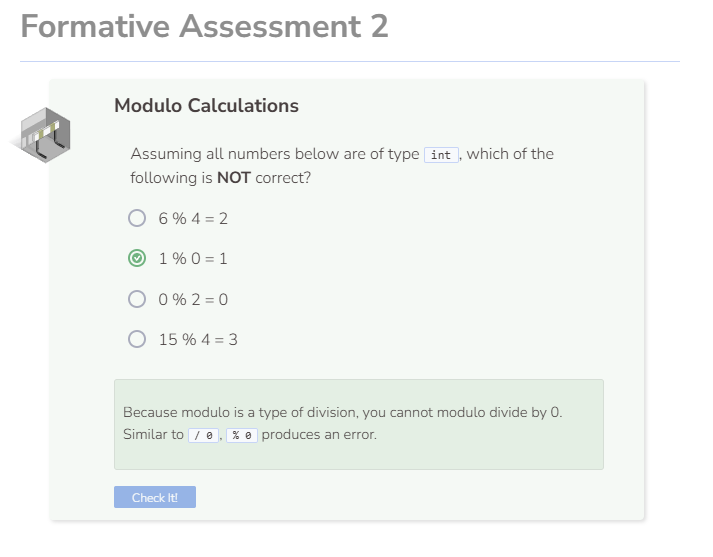 Formative Assessment 2
Modulo Calculations
Assuming all numbers below are of type int, which of the
following is NOT correct?
6 % 4 = 2
1 % 0 = 1
0 % 2 = 0
15 % 4 = 3
Because modulo is a type of division, you cannot modulo divide by 0.
Similar to / 0, % 0 produces an error.
Check It!